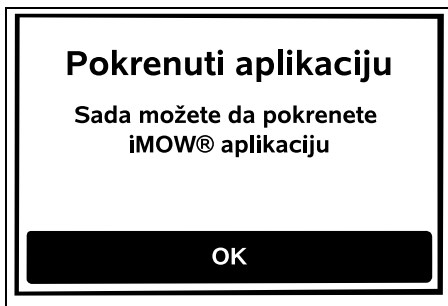 Pokrenuti aplikaciju
Sada možete da pokrenete
iMOW® aplikaciju
OK